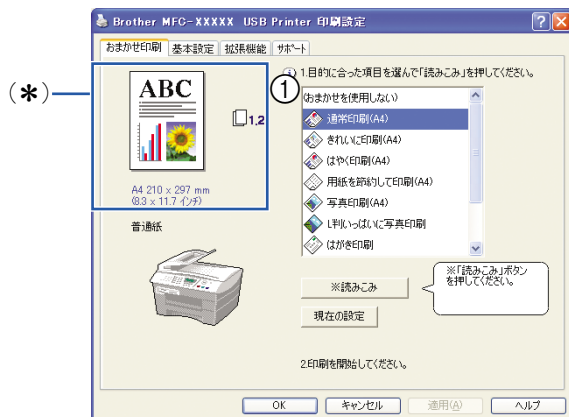 Brother MFC-XXXXX USB Printer 印刷設定
おまかせ印刷 基本設定 拡張機能 サポート
(＊)
ABC
1,2
A4 210 x 297 mm
(8.3 x 11.7 インチ)
普通紙
①
1.目的に合った項目を選んで「読みこみ」を押してください。
(おまかせを使用しない)
通常印刷(A4)
きれいに印刷(A4)
はやく印刷(A4)
用紙を節約して印刷(A4)
写真印刷(A4)
L判いっぱいに写真印刷
はがき印刷
※読みこみ
※「読みこみ」ボタン
を押してください。
現在の設定
2.印刷を開始してください。
OK キャンセル 適用(A) ヘルプ